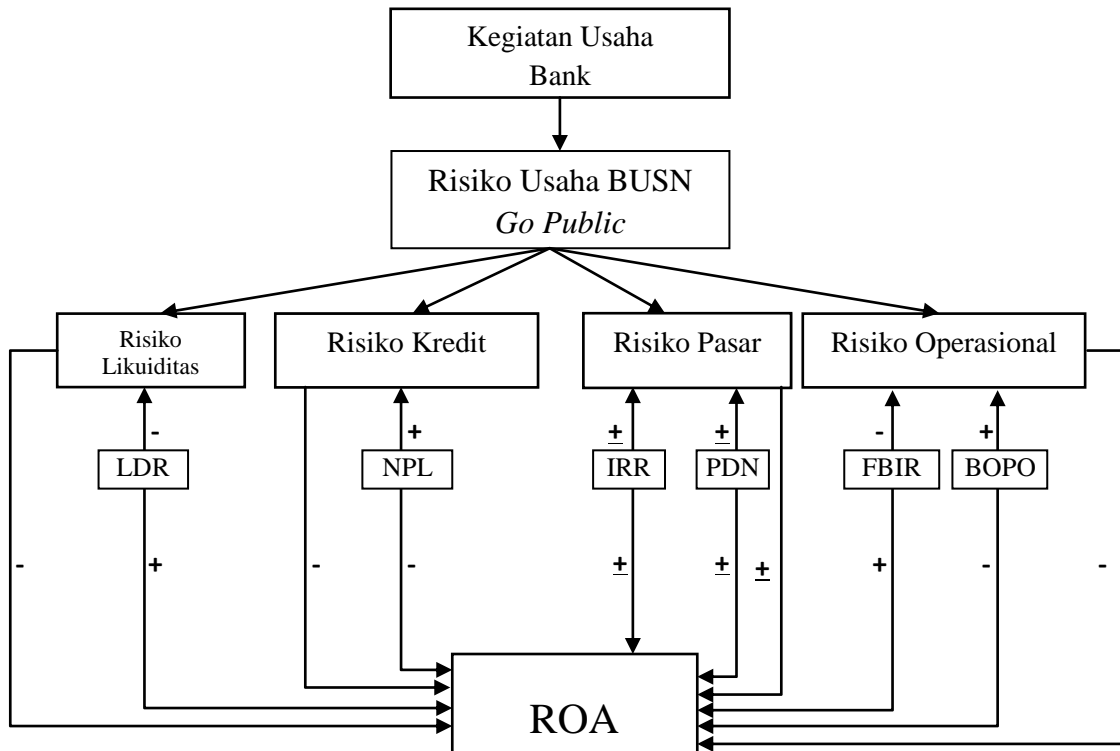 Kegiatan Usaha
Bank
Risiko Usaha BUSN
Go Public
Risiko
Likuiditas
Risiko Kredit
Risiko Pasar
Risiko Operasional
- + ± ± - +
LDR NPL IRR PDN FBIR BOPO
- + - - ± ± ± + - -
ROA